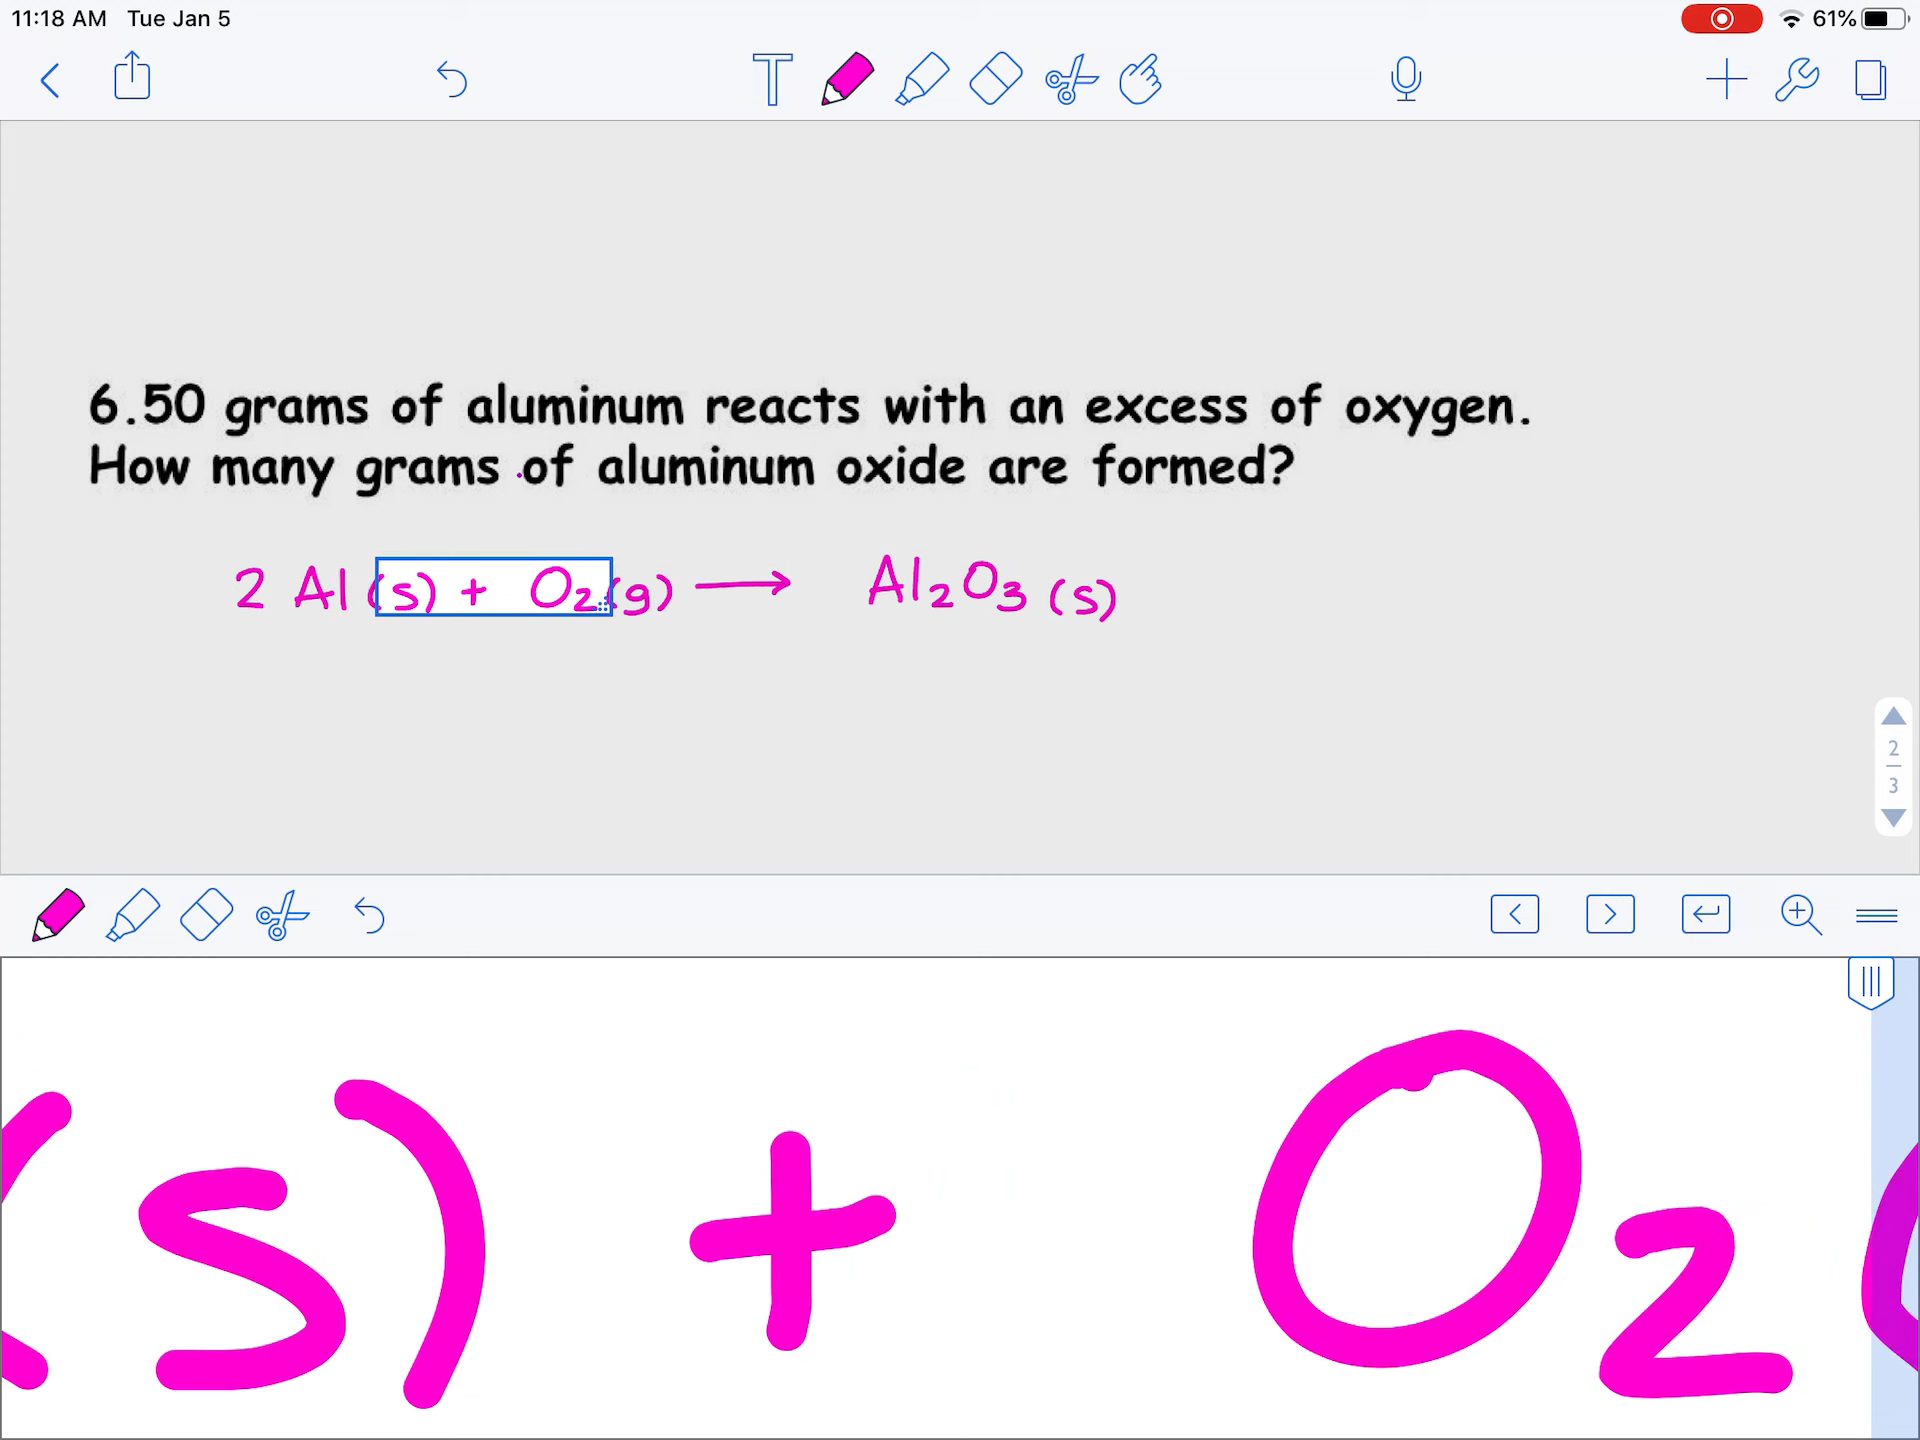 11:18 AM Tue Jan 5
61%
T
6.50 grams of aluminum reacts with an excess of oxygen.
How many grams of aluminum oxide are formed?
2 Al (s) + O₂ (g) ⟶ Al₂O₃ (s)
2
3
(s) + O₂ (